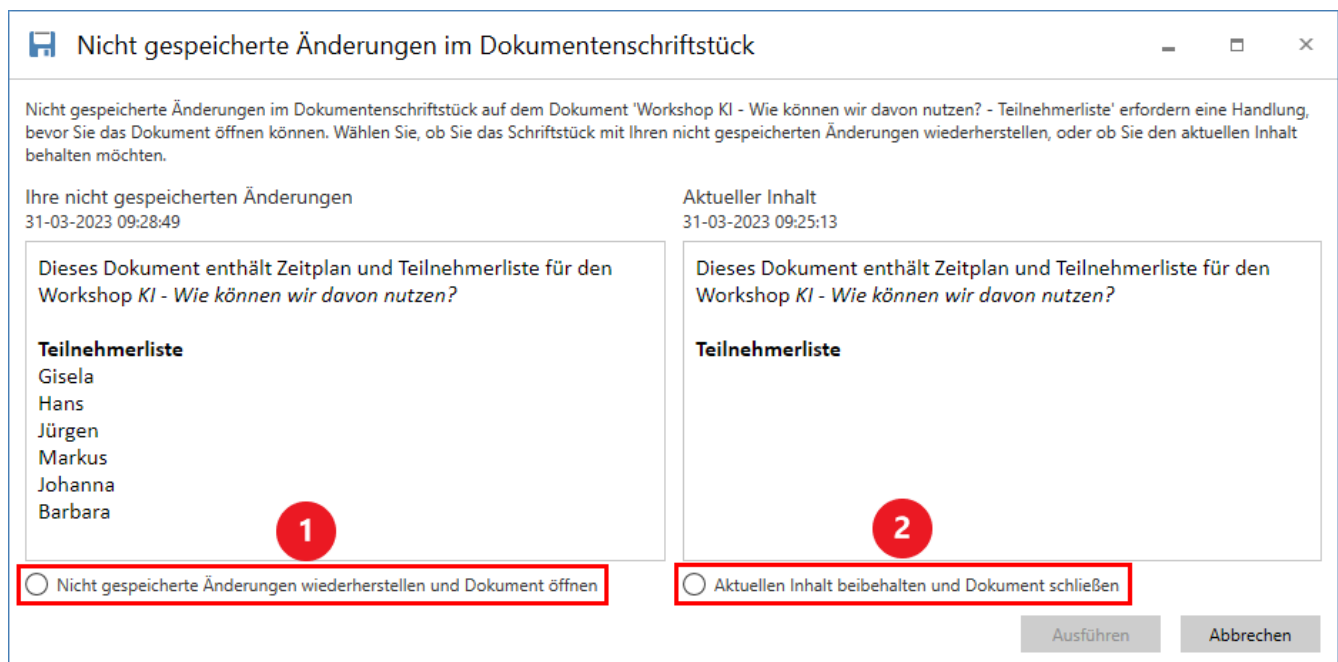 Nicht gespeicherte Änderungen im Dokumentenschriftstück
Nicht gespeicherte Änderungen im Dokumentenschriftstück auf dem Dokument 'Workshop KI - Wie können wir davon nutzen? - Teilnehmerliste' erfordern eine Handlung,
bevor Sie das Dokument öffnen können. Wählen Sie, ob Sie das Schriftstück mit Ihren nicht gespeicherten Änderungen wiederherstellen, oder ob Sie den aktuellen Inhalt
behalten möchten.
Ihre nicht gespeicherten Änderungen
31-03-2023 09:28:49
Dieses Dokument enthält Zeitplan und Teilnehmerliste für den
Workshop KI - Wie können wir davon nutzen?
Teilnehmerliste
Gisela
Hans
Jürgen
Markus
Johanna
Barbara
1
Nicht gespeicherte Änderungen wiederherstellen und Dokument öffnen
Aktueller Inhalt
31-03-2023 09:25:13
Dieses Dokument enthält Zeitplan und Teilnehmerliste für den
Workshop KI - Wie können wir davon nutzen?
Teilnehmerliste
2
Aktuellen Inhalt beibehalten und Dokument schließen
Ausführen
Abbrechen